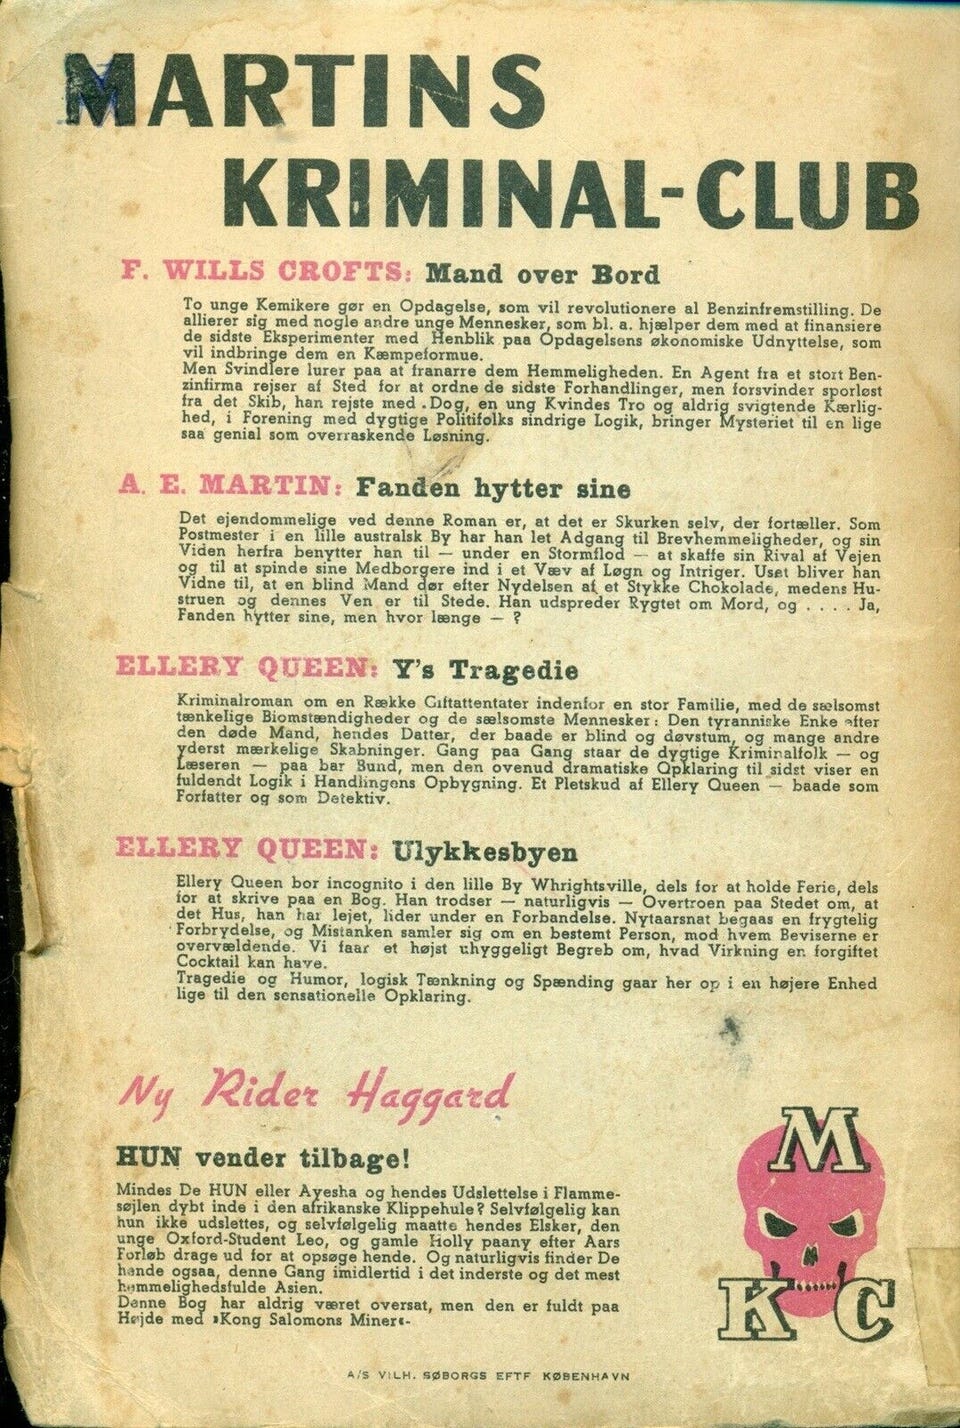 MARTINS
KRIMINAL-CLUB
F. WILLS CROFTS: Mand over Bord
To unge Kemikere gør en Opdagelse, som vil revolutionere al Benzinfremstilling. De
allierer sig med nogle andre unge Mennesker, som bl. a. hjælper dem med at finansiere
de sidste Eksperimenter med Henblik paa Opdagelsens økonomiske Udnyttelse, som
vil indbringe dem en Kæmpeformue.
Men Svindlere lurer paa at franarre dem Hemmeligheden. En Agent fra et stort Ben-
zinfirma rejser af Sted for at ordne de sidste Forhandlinger, men forsvinder sporløst
fra det Skib, han rejste med. Dog, en ung Kvindes Tro og aldrig svigtende Kærlig-
hed, i Forening med dygtige Politifolks sindrige Logik, bringer Mysteriet til en lige
saa genial som overraskende Løsning.
A. E. MARTIN: Fanden hytter sine
Det ejendommelige ved denne Roman er, at det er Skurken selv, der fortæller. Som
Postmester i en lille australsk By har han let Adgang til Brevhemmeligheder, og sin
Viden herfra benytter han til — under en Stormflod — at skaffe sin Rival af Vejen
og til at spinde sine Medborgere ind i et Væv af Løgn og Intriger. Uset bliver han
Vidne til, at en blind Mand dør efter Nydelsen af et Stykke Chokolade, medens Hu-
struen og dennes Ven er til Stede. Han udspreder Rygtet om Mord, og . . . . Ja,
Fanden hytter sine, men hvor længe — ?
ELLERY QUEEN: Y's Tragedie
Kriminalroman om en Række Giftattentater indenfor en stor Familie, med de sælsomst
tænkelige Biomstændigheder og de sælsomste Mennesker: Den tyranniske Enke efter
den døde Mand, hendes Datter, der baade er blind og døvstum, og mange andre
yderst mærkelige Skabninger. Gang paa Gang staar de dygtige Kriminalfolk — og
Læseren — paa bar Bund, men den ovenud dramatiske Opklaring til sidst viser en
fuldendt Logik i Handlingens Opbygning. Et Pletskud af Ellery Queen — baade som
Forfatter og som Detektiv.
ELLERY QUEEN: Ulykkesbyen
Ellery Queen bor incognito i den lille By Whrightsville, dels for at holde Ferie, dels
for at skrive paa en Bog. Han trodser — naturligvis — Overtroen paa Stedet om, at
det Hus, han har lejet, lider under en Forbandelse. Nytaarsnat begaas en frygtelig
Forbrydelse, og Mistanken samler sig om en bestemt Person, mod hvem Beviserne er
overvældende. Vi faar et højst uhyggeligt Begreb om, hvad Virkning en forgiftet
Cocktail kan have.
Tragedie og Humor, logisk Tænkning og Spænding gaar her op i en højere Enhed
lige til den sensationelle Opklaring.
Ny Rider Haggard
HUN vender tilbage!
Mindes De HUN eller Ayesha og hendes Udslettelse i Flamme-
søjlen dybt inde i den afrikanske Klippehule? Selvfølgelig kan
hun ikke udslettes, og selvfølgelig maatte hendes Elsker, den
unge Oxford-Student Leo, og gamle Holly paany efter Aars
Forløb drage ud for at opsøge hende. Og naturligvis finder De
hende ogsaa, denne Gang imidlertid i det inderste og det mest
hemmelighedsfulde Asien.
Denne Bog har aldrig været oversat, men den er fuldt paa
Højde med »Kong Salomons Miner«.
M
K C
A/S VILH. SØBORGS EFTF KØBENHAVN